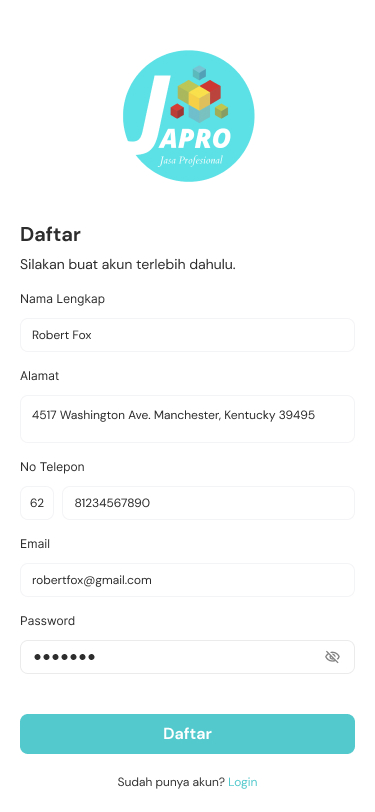 JAPRO
Jasa Profesional
Daftar
Silakan buat akun terlebih dahulu.
Nama Lengkap
Robert Fox
Alamat
4517 Washington Ave. Manchester, Kentucky 39495
No Telepon
62 81234567890
Email
robertfox@gmail.com
Password
•••••••
Daftar
Sudah punya akun? Login